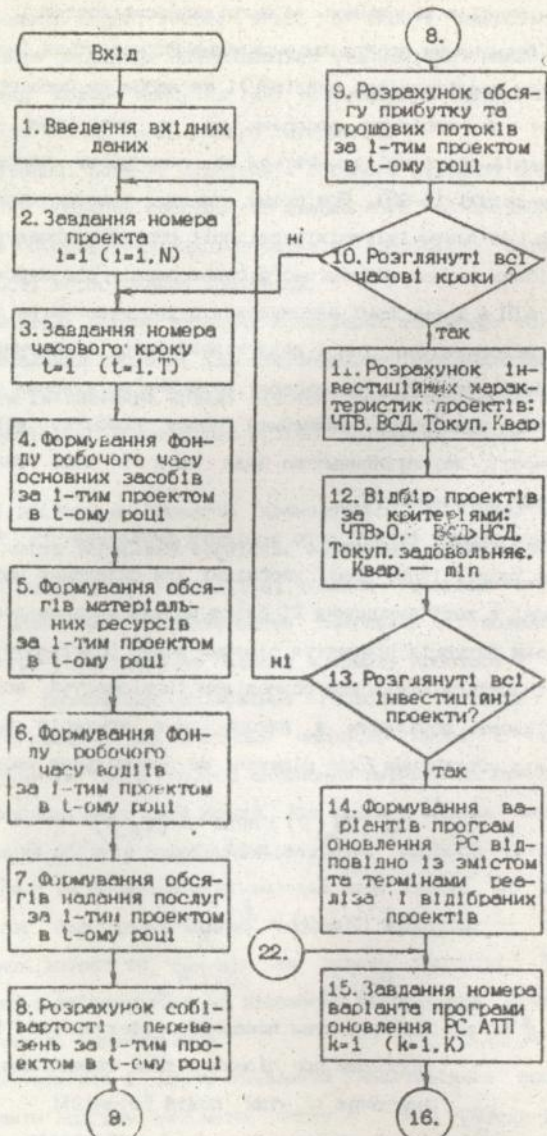 Вхід
1. Введення вхідних
даних
2. Завдання номера
проекта
i=1 (i=1,N)
3. Завдання номера
часового кроку
t=1 (t=1,T)
4. Формування фон-
ду робочого часу
основних засобів
за і-тим проектом
в t-ому році
5. Формування обся-
гів матеріаль-
них ресурсів
за і-тим проектом
в t-ому році
6. Формування фон-
ду робочого
часу водіїв
за і-тим проектом
в t-ому році
7. Формування обся-
гів надання послуг
за і-тим проектом
в t-ому році
8. Розрахунок собі-
вартості перевe-
зень за і-тим про-
ектом в t-ому році
9.
8.
9. Розрахунок обся-
гу прибутку та
грошових потоків
за і-тим проектом
в t-ому році
ні
10. Розглянуті всі
часові кроки ?
так
11. Розрахунок ін-
вестиційних харак-
теристик проектів:
ЧТВ, ВСД, Токуп. Квар
12. Відбір проектів
за критеріями:
ЧТВ>0, ВСД>НСД,
Токуп. задовольняє,
Квар. — min
ні
13. Розглянуті всі
інвестиційні
проекти?
так
14. Формування ва-
ріантів програм
оновлення РС від-
повідно із змістом
та термінами реа-
ліза ї відібраних
проектів
22.
15. Завдання номера
варіанта програми
оновлення РС АТП
k=1 (k=1,K)
16.